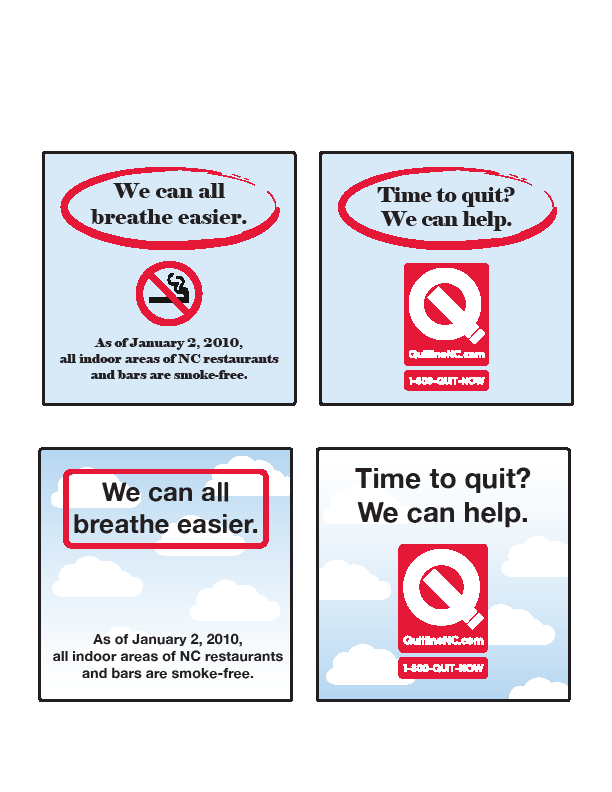 We can all
breathe easier.
As of January 2, 2010,
all indoor areas of NC restaurants
and bars are smoke-free.
Time to quit?
We can help.
QuitlineNC.com
1-800-QUIT-NOW
We can all
breathe easier.
As of January 2, 2010,
all indoor areas of NC restaurants
and bars are smoke-free.
Time to quit?
We can help.
QuitlineNC.com
1-800-QUIT-NOW